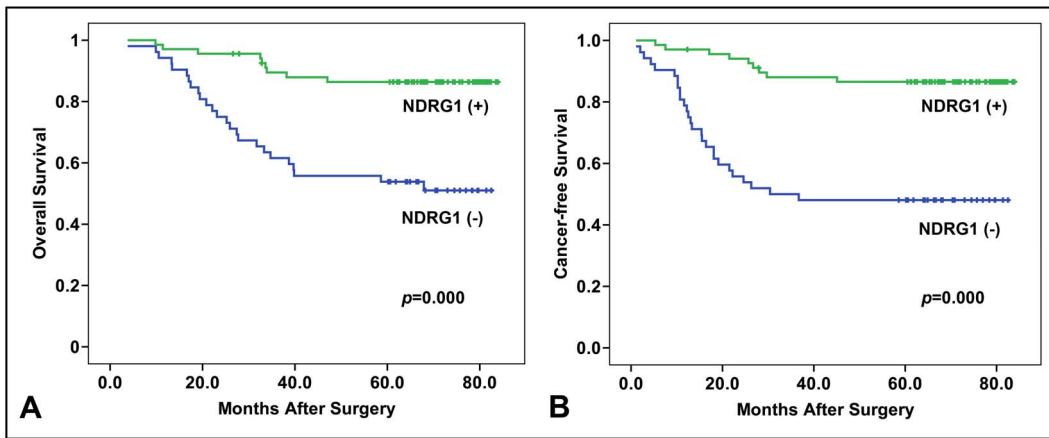 1
0.8
0.6
0.4
0.2
0
Overall Survival
0.0 20.0 40.0 60.0 80.0
Months After Surgery
NDRG1 (+)
NDRG1 (-)
p=0.000
A
1.0
0.8
0.6
0.4
0.2
0.0
Cancer-free Survival
0.0 20.0 40.0 60.0 80.0
Months After Surgery
NDRG1 (+)
NDRG1 (-)
p=0.000
B